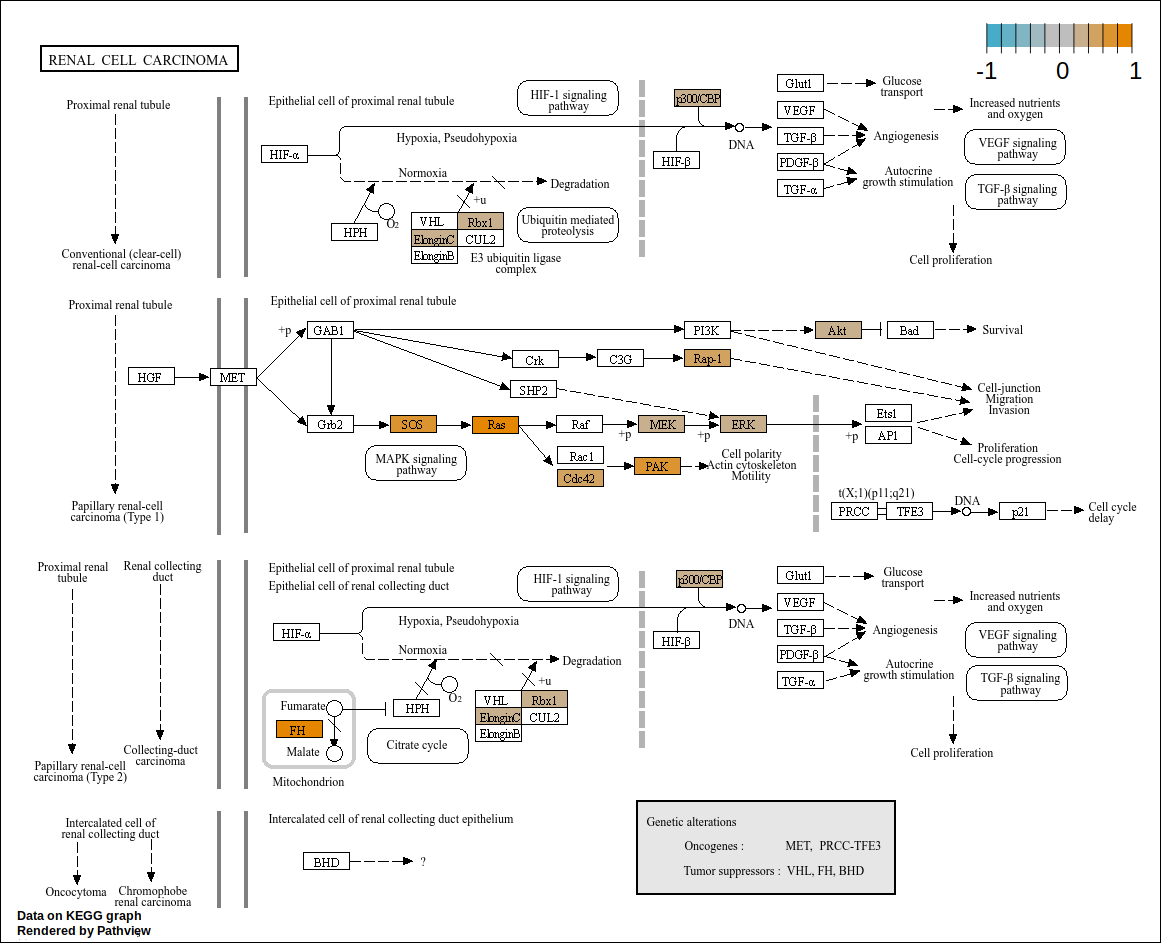 RENAL CELL CARCINOMA
-1 0 1
Proximal renal tubule
Conventional (clear-cell)
renal-cell carcinoma
Epithelial cell of proximal renal tubule
HIF-1 signaling
pathway
HIF-α
Hypoxia, Pseudohypoxia
Normoxia
Degradation
HPH
O2
+u
VHL
Rbx1
ElonginC
CUL2
ElonginB
E3 ubiquitin ligase
complex
Ubiquitin mediated
proteolysis
p300/CBP
HIF-β
DNA
Glut1
VEGF
TGF-β
PDGF-β
TGF-α
Glucose
transport
Angiogenesis
Autocrine
growth stimulation
Increased nutrients
and oxygen
VEGF signaling
pathway
TGF-β signaling
pathway
Cell proliferation
Proximal renal tubule
Papillary renal-cell
carcinoma (Type 1)
Epithelial cell of proximal renal tubule
HGF
MET
+p
GAB1
PI3K
Akt
Bad
Survival
Crk
C3G
Rap-1
SHP2
Grb2
SOS
Ras
Raf
+p
MEK
+p
ERK
MAPK signaling
pathway
Rac1
Cdc42
PAK
Cell polarity
Actin cytoskeleton
Motility
+p
Ets1
AP1
Cell-junction
Migration
Invasion
Proliferation
Cell-cycle progression
t(X;1)(p11;q21)
PRCC
TFE3
DNA
p21
Cell cycle
delay
Proximal renal
tubule
Renal collecting
duct
Papillary renal-cell
carcinoma (Type 2)
Collecting-duct
carcinoma
Epithelial cell of proximal renal tubule
Epithelial cell of renal collecting duct
HIF-1 signaling
pathway
HIF-α
Hypoxia, Pseudohypoxia
Normoxia
Degradation
Fumarate
FH
Malate
Mitochondrion
HPH
O2
Citrate cycle
+u
VHL
Rbx1
ElonginC
CUL2
ElonginB
p300/CBP
HIF-β
DNA
Glut1
VEGF
TGF-β
PDGF-β
TGF-α
Glucose
transport
Angiogenesis
Autocrine
growth stimulation
Increased nutrients
and oxygen
VEGF signaling
pathway
TGF-β signaling
pathway
Cell proliferation
Intercalated cell of
renal collecting duct
Oncocytoma
Chromophobe
renal carcinoma
Intercalated cell of renal collecting duct epithelium
BHD
?
Genetic alterations
Oncogenes : MET, PRCC-TFE3
Tumor suppressors : VHL, FH, BHD
Data on KEGG graph
Rendered by Pathview